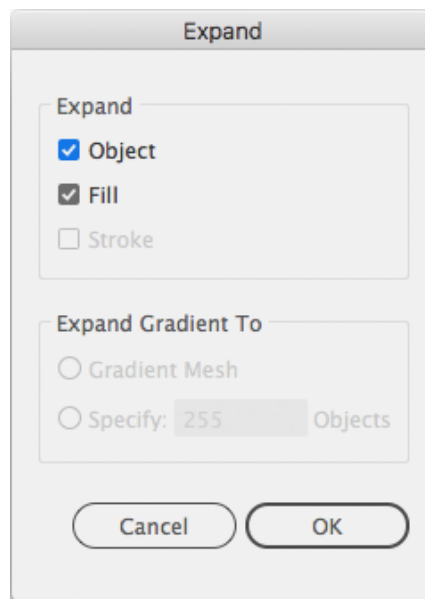 Expand
Expand
Object
Fill
Stroke
Expand Gradient To
Gradient Mesh
Specify: 255 Objects
Cancel OK